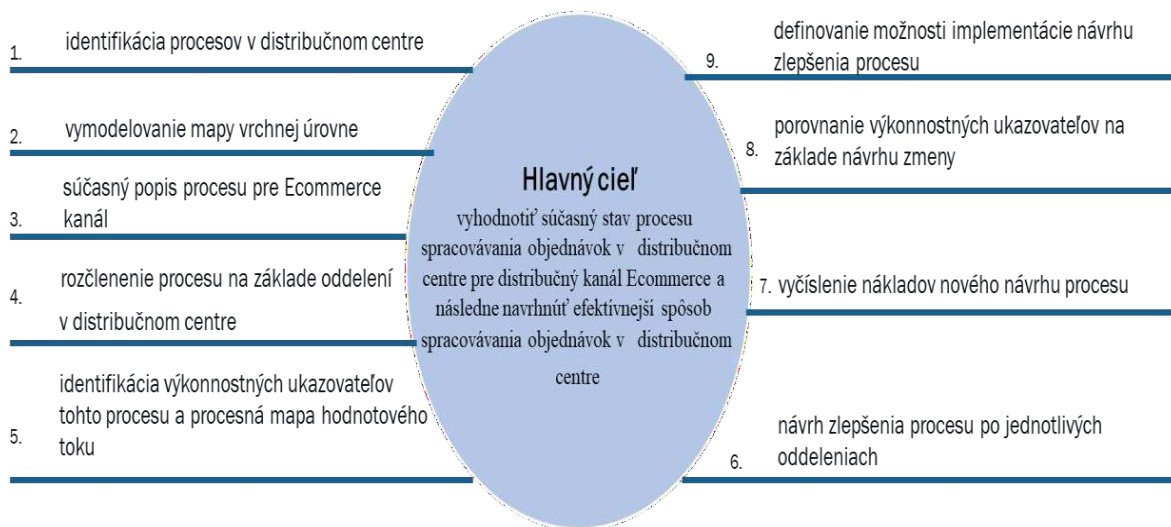 1. identifikácia procesov v distribučnom centre
2. vymodelovanie mapy vrchnej úrovne
3. súčasný popis procesu pre Ecommerce
kanál
4. rozčlenenie procesu na základe oddelení
v distribučnom centre
5. identifikácia výkonnostných ukazovateľov
tohto procesu a procesná mapa hodnotového
toku
Hlavný cieľ
vyhodnotiť súčasný stav procesu
spracovávania objednávok v distribučnom
centre pre distribučný kanál Ecommerce a
následne navrhnúť efektívnejší spôsob
spracovávania objednávok v distribučnom
centre
9. definovanie možnosti implementácie návrhu
zlepšenia procesu
8. porovnanie výkonnostných ukazovateľov na
základe návrhu zmeny
7. vyčíslenie nákladov nového návrhu procesu
6. návrh zlepšenia procesu po jednotlivých
oddeleniach